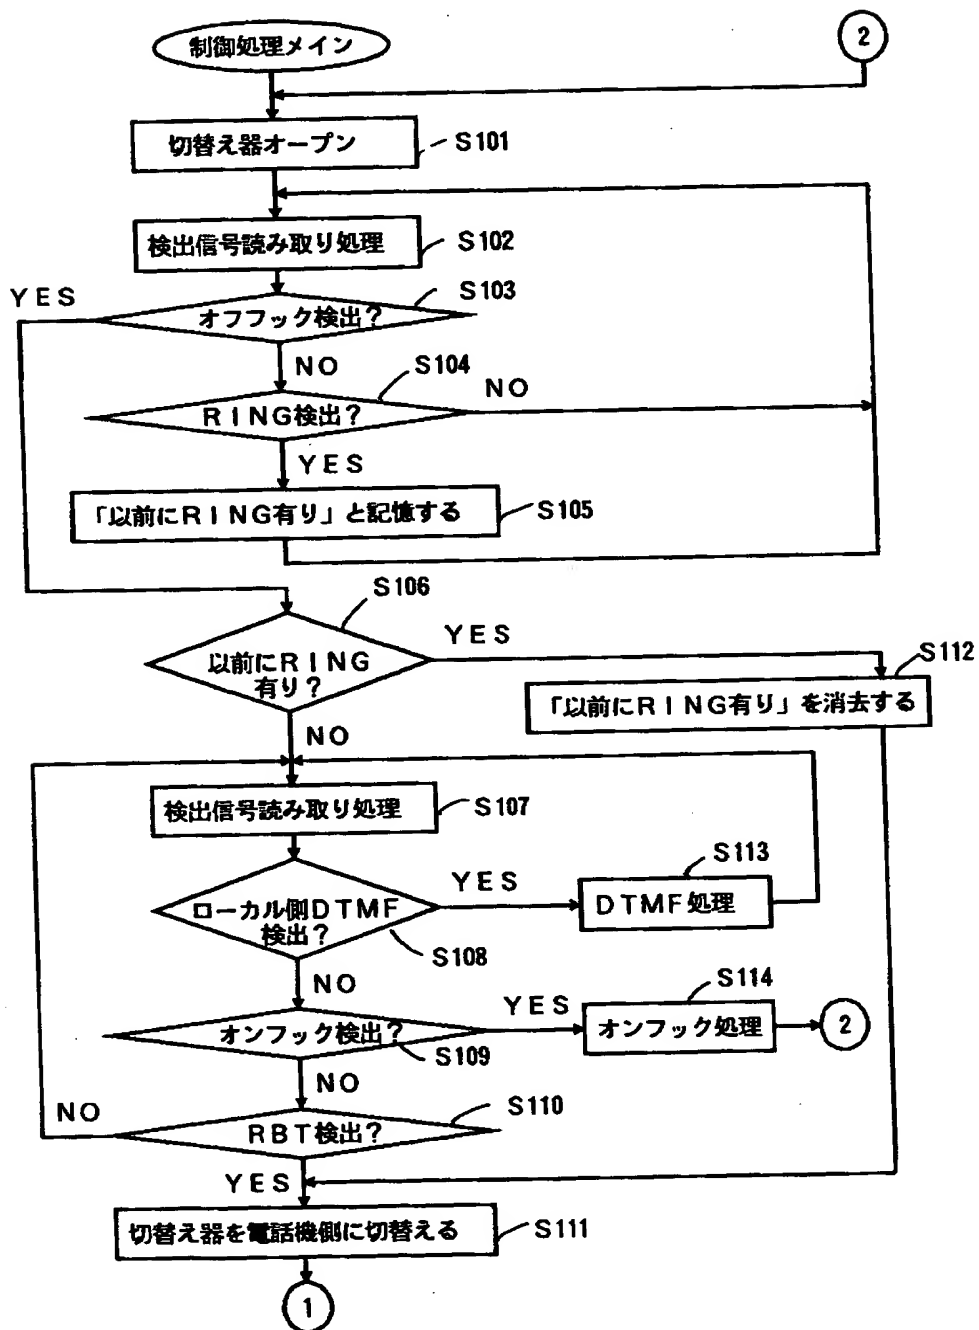 制御処理メイン
2
切替え器オープン
S101
検出信号読み取り処理
S102
YES
S103
オフフック検出?
NO
S104
NO
RING検出?
YES
「以前にRING有り」と記憶する
S105
S106
YES
以前にRING
有り?
S112
「以前にRING有り」を消去する
NO
検出信号読み取り処理
S107
S113
YES
ローカル側DTMF
検出?
DTMF処理
S108
NO
S114
YES
オンフック検出?
オンフック処理
2
S109
NO
S110
NO
RBT検出?
YES
切替え器を電話機側に切替える
S111
1